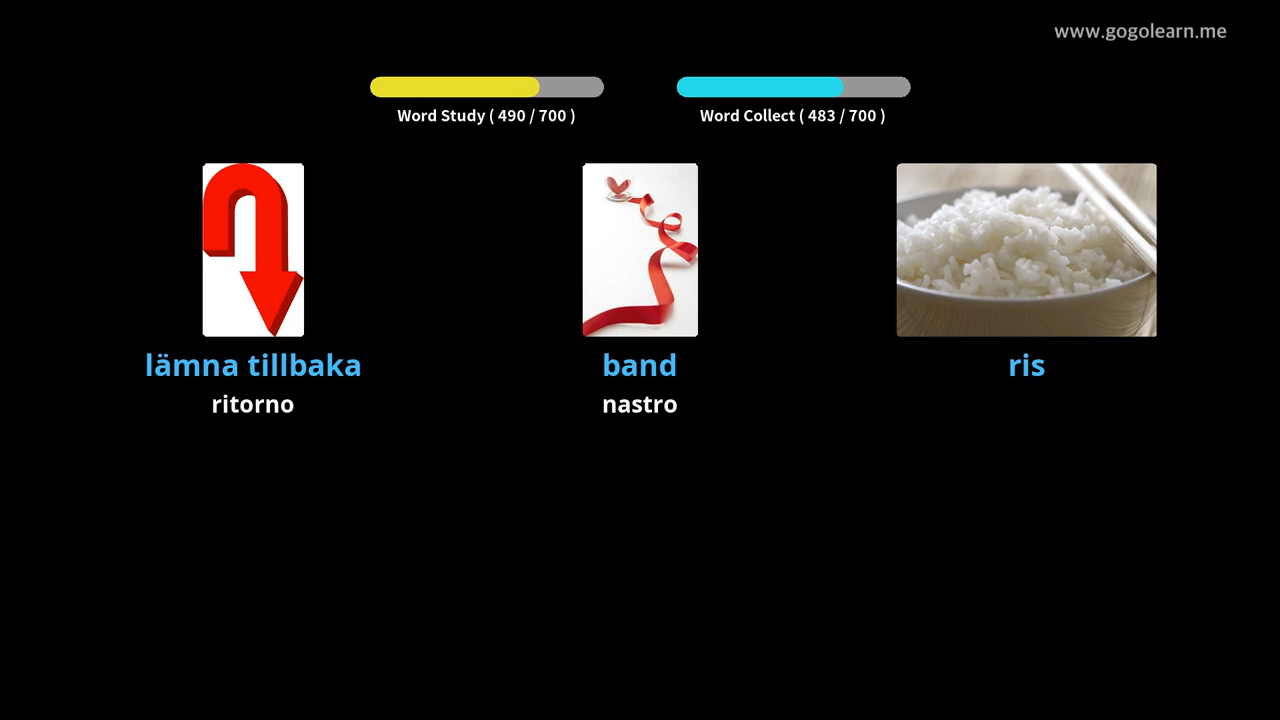 www.gogolearn.me
Word Study ( 490 / 700 )
Word Collect ( 483 / 700 )
lämna tillbaka
ritorno
band
nastro
ris